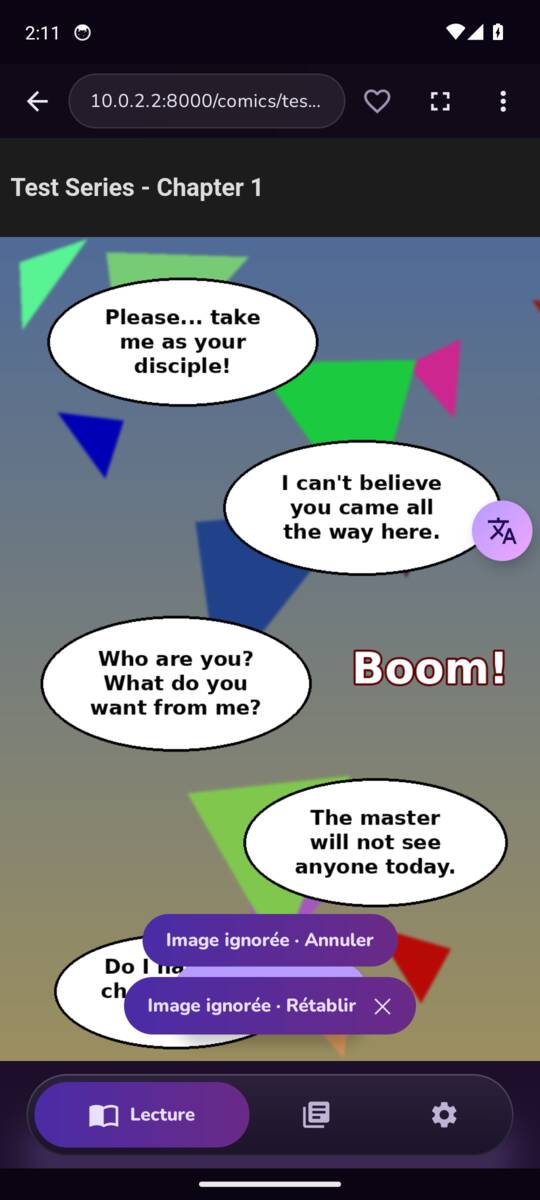 2:11
10.0.2.2:8000/comics/tes...
Test Series - Chapter 1
Please... take
me as your
disciple!
I can't believe
you came all
the way here.
Who are you?
What do you
want from me?
Boom!
The master
will not see
anyone today.
Do I
Image ignorée · Annuler
Image ignorée · Rétablir
Lecture